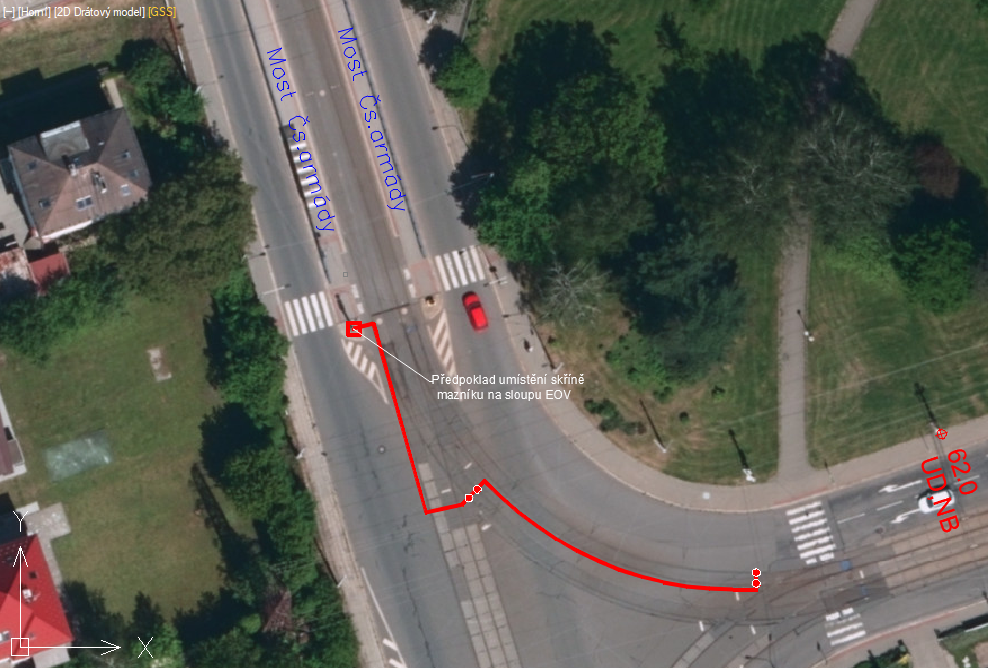 [–] [Horní] [2D Drátový model] [GSS]
Most Čs.armády
Most Čs.armády
Předpoklad umístění skříně
mazníku na sloupu EOV
62.0
UD_NB
Y
X